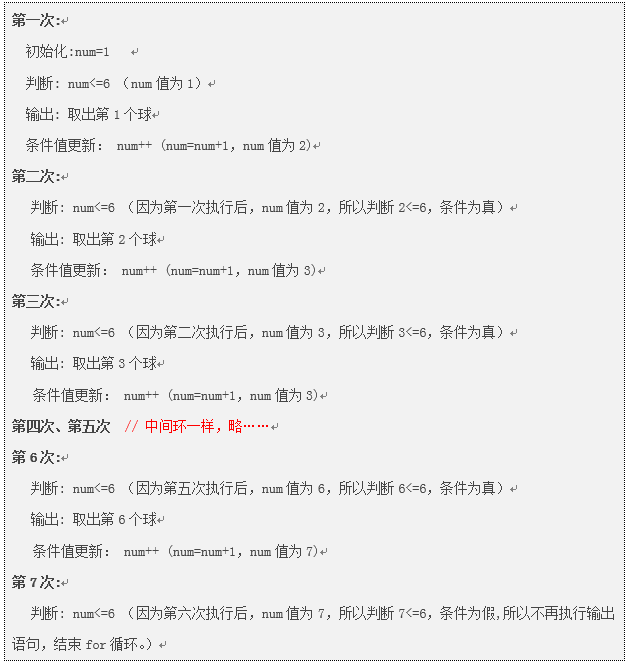 第一次:
初始化:num=1
判断: num<=6 （num 值为 1）
输出: 取出第 1 个球
条件值更新: num++ (num=num+1，num 值为 2)
第二次:
判断: num<=6 （因为第一次执行后，num 值为 2，所以判断 2<=6，条件为真）
输出: 取出第 2 个球
条件值更新: num++ (num=num+1，num 值为 3)
第三次:
判断: num<=6 （因为第二次执行后，num 值为 3，所以判断 3<=6，条件为真）
输出: 取出第 3 个球
条件值更新: num++ (num=num+1，num 值为 3)
第四次、第五次 // 中间环一样，略……
第 6 次:
判断: num<=6 （因为第五次执行后，num 值为 6，所以判断 6<=6，条件为真）
输出: 取出第 6 个球
条件值更新: num++ (num=num+1，num 值为 7)
第 7 次:
判断: num<=6 （因为第六次执行后，num 值为 7，所以判断 7<=6，条件为假,所以不再执行输出
语句，结束 for 循环。）